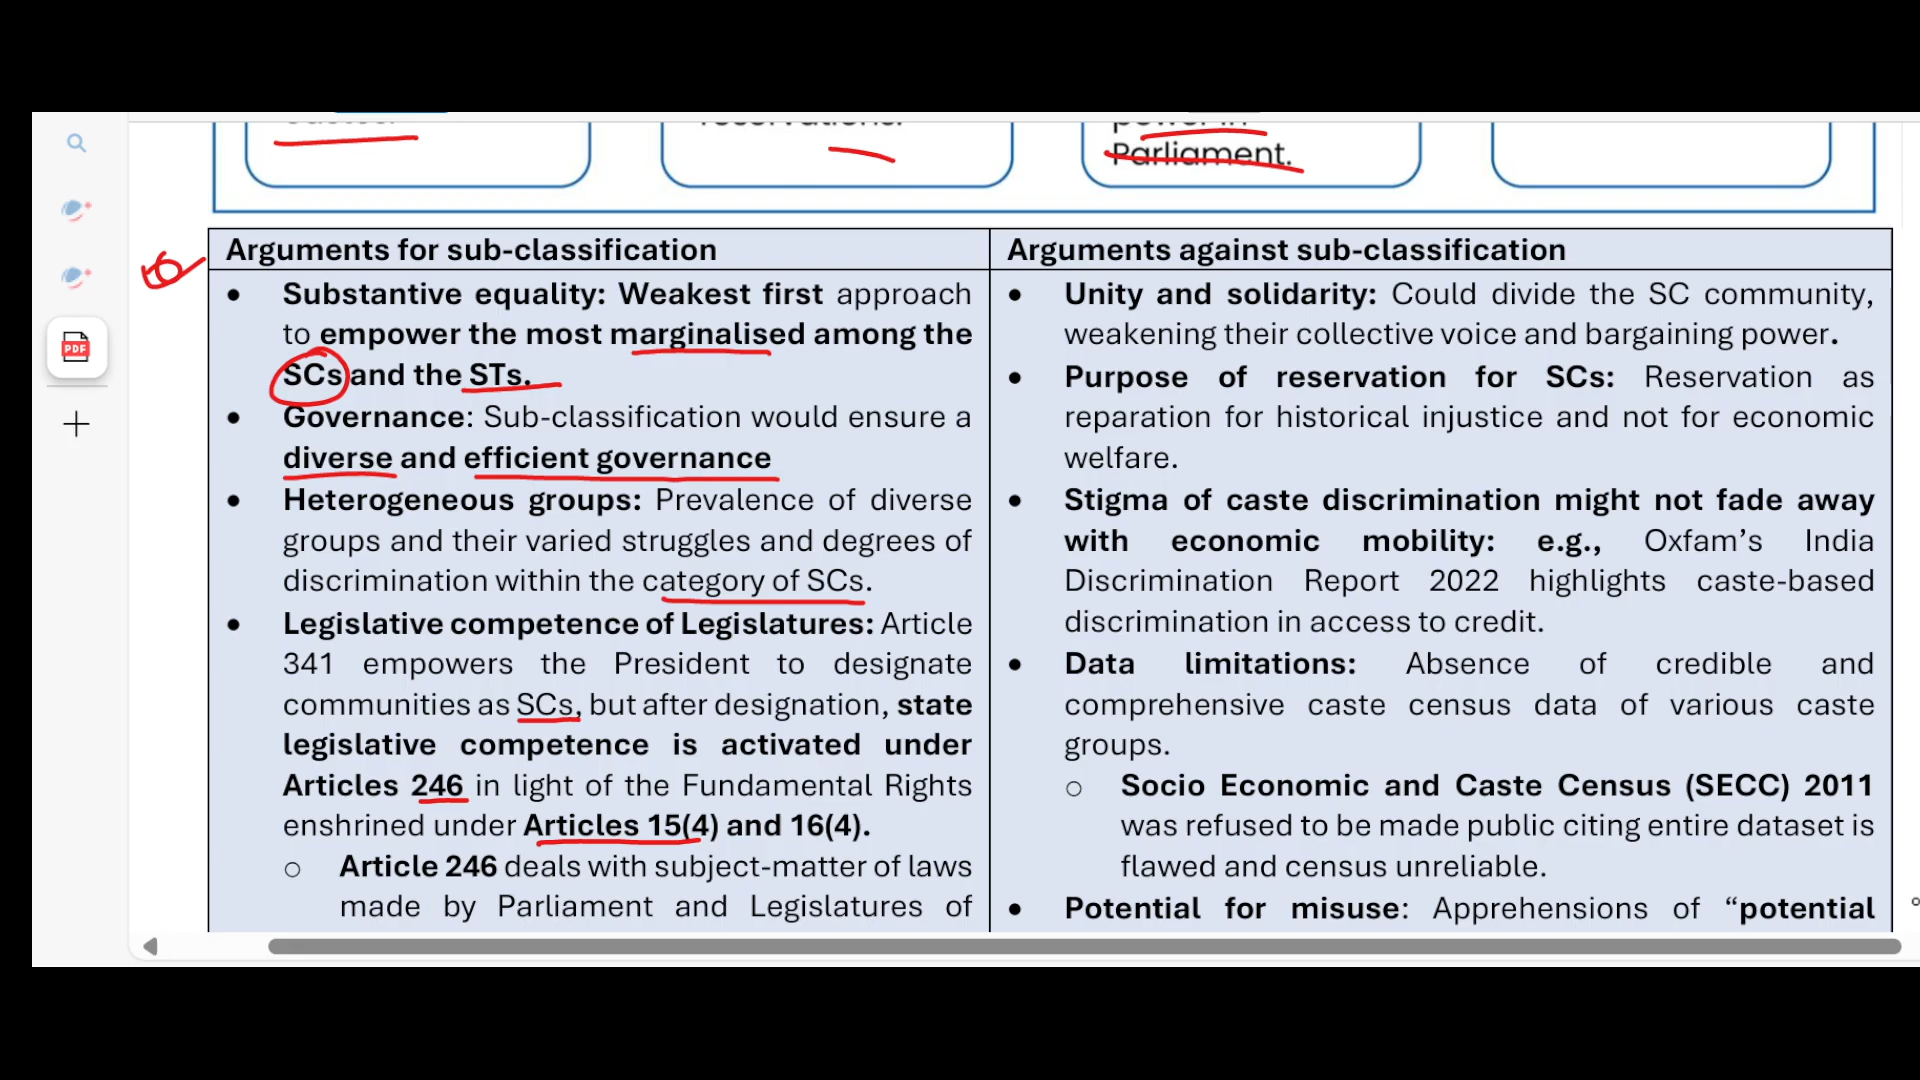 reservations.
power in
Parliament.
Arguments for sub-classification
• Substantive equality: Weakest first approach
to empower the most marginalised among the
SCs and the STs.
• Governance: Sub-classification would ensure a
diverse and efficient governance
• Heterogeneous groups: Prevalence of diverse
groups and their varied struggles and degrees of
discrimination within the category of SCs.
• Legislative competence of Legislatures: Article
341 empowers the President to designate
communities as SCs, but after designation, state
legislative competence is activated under
Articles 246 in light of the Fundamental Rights
enshrined under Articles 15(4) and 16(4).
○ Article 246 deals with subject-matter of laws
made by Parliament and Legislatures of
Arguments against sub-classification
• Unity and solidarity: Could divide the SC community,
weakening their collective voice and bargaining power.
• Purpose of reservation for SCs: Reservation as
reparation for historical injustice and not for economic
welfare.
• Stigma of caste discrimination might not fade away
with economic mobility: e.g., Oxfam’s India
Discrimination Report 2022 highlights caste-based
discrimination in access to credit.
• Data limitations: Absence of credible and
comprehensive caste census data of various caste
groups.
○ Socio Economic and Caste Census (SECC) 2011
was refused to be made public citing entire dataset is
flawed and census unreliable.
• Potential for misuse: Apprehensions of “potential
PDF